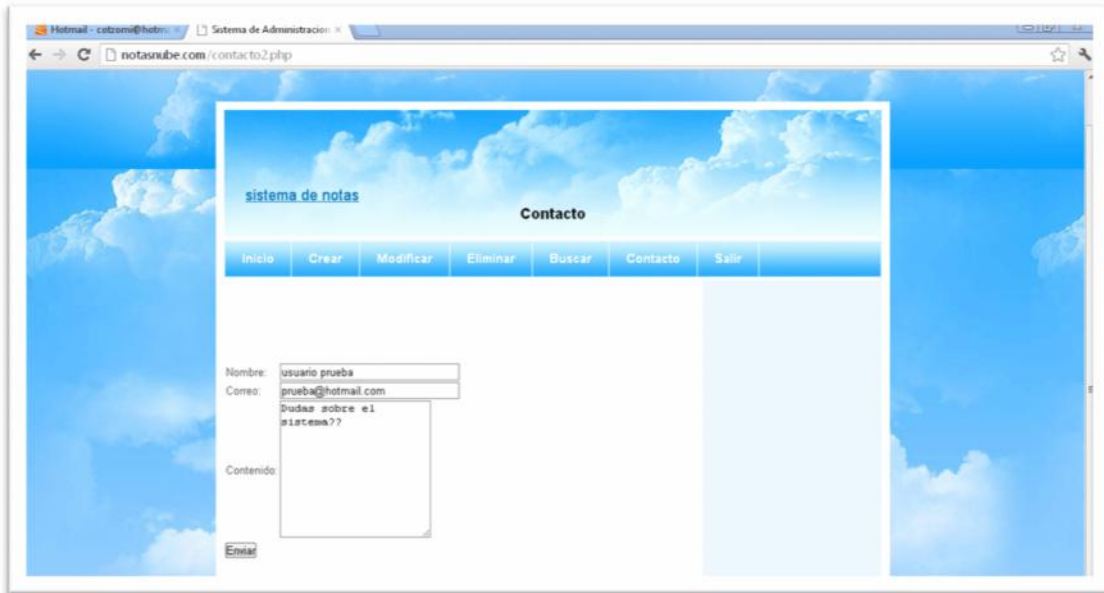 Hotmail - cotzomi@hotm
Sistema de Administracion
notasnube.com/contacto2.php
sistema de notas
Contacto
Inicio Crear Modificar Eliminar Buscar Contacto Salir
Nombre: usuario prueba
Correo: prueba@hotmail.com
Contenido: Dudas sobre el
sistema??
Enviar